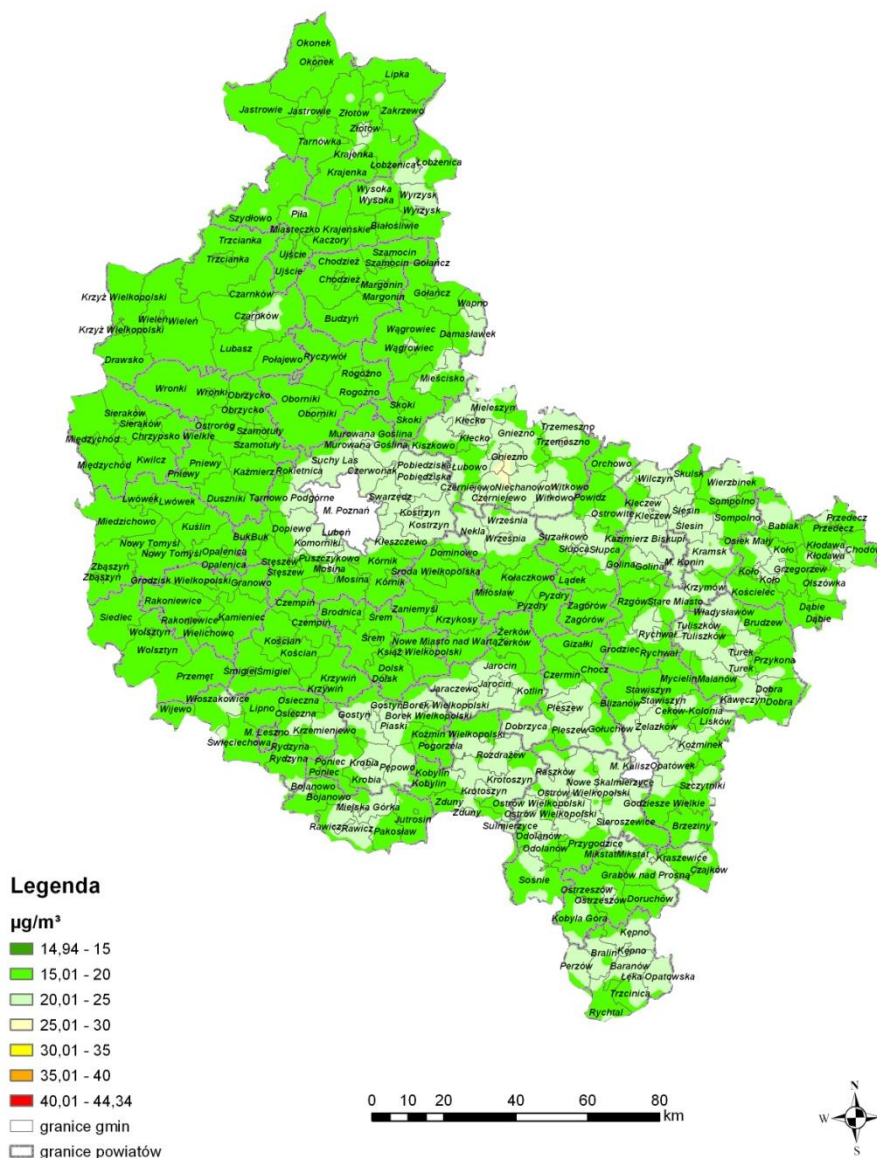 Okonek
Okonek
Lipka
Jastrowie Jastrowie Złotów Zakrzewo
Złotów
Tarnówka
Krajenka
Łobżenica Łobżenica
Krajenka
Wysoka
Wysoka Wyrzysk
Wyrzysk
Szydłowo Piła
Miasteczko Krajeńskie Białośliwie
Kaczory
Trzcianka
Trzcianka
Ujście
Ujście
Chodzież
Chodzież
Szamocin
Szamocin Gołańcz
Margonin
Margonin
Gołańcz
Wapno
Krzyż Wielkopolski
Wieleń Wieleń
Krzyż Wielkopolski
Czarnków
Czarnków
Budzyń
Damasławek
Drawsko
Lubasz
Połajewo Ryczywół
Wągrowiec
Wągrowiec
Mieścisko
Wronki
Wronki Obrzycko
Obrzycko
Oborniki
Oborniki
Rogoźno
Rogoźno
Skoki
Skoki
Sieraków
Sieraków
Międzychód
Chrzypsko Wielkie
Ostroróg
Szamotuły
Szamotuły
Murowana Goślina
Murowana Goślina
Kiszkowo
Kłecko
Kłecko
Mieleszyn
Gniezno
Gniezno
Trzemeszno
Trzemeszno
Międzychód
Kwilcz
Pniewy
Pniewy
Kaźmierz
Rokietnica
Suchy Las
Czerwonak
Pobiedziska
Pobiedziska
Łubowo
Czerniejewo Niechanowo
Czerniejewo
Witkowo
Witkowo
Powidz
Orchowo
Wilczyn
Skulsk
Wierzbinek
Lwówek
Lwówek
Duszniki Tarnowo Podgórne
M. Poznań
Swarzędz
Kostrzyn
Kostrzyn
Nekla
Września
Września
Strzałkowo
Słupca Słupca
Ostrowite
Kleczew
Kleczew
Ślesin
Ślesin
Kazimierz Biskupi
Sompolno
Sompolno
Babiak
Przedecz
Przedecz
Miedzichowo
Kuślin
Dopiewo
Luboń
Komorniki
Kleszczewo
Dominowo
Kramsk
M. Konin
Osiek Mały
Koło
Koło
Koło
Kłodawa
Kłodawa
Chodów
Grzegorzew
Olszówka
Nowy Tomyśl
Nowy Tomyśl
Opalenica
Opalenica
Buk Buk
Stęszew
Stęszew
Puszczykowo
Mosina
Mosina
Kórnik
Kórnik
Środa Wielkopolska
Miłosław
Kołaczkowo
Lądek
Golina
Golina
Krzymów
Kościelec
Dąbie
Dąbie
Zbąszyń
Zbąszyń
Grodzisk Wielkopolski
Granowo
Rakoniewice
Rakoniewice
Siedlec
Kamieniec
Wielichowo
Czempiń
Czempiń
Brodnica
Śrem
Śrem
Zaniemyśl
Krzykosy
Pyzdry
Pyzdry
Zagórów
Zagórów
Rzgów Stare Miasto
Władysławów
Brudzew
Tuliszków
Tuliszków
Turek
Turek
Przykona
Wolsztyn
Wolsztyn
Kościan
Kościan
Nowe Miasto nad Wartą
Książ Wielkopolski
Żerków
Żerków
Gizałki
Grodziec
Rychwał
Rychwał
Przemęt
Śmigiel Śmigiel
Krzywiń
Krzywiń
Dolsk
Dolsk
Jaraczewo
Jarocin
Jarocin
Kotlin
Czermin
Chocz
Mycielin Malanów
Kawęczyn
Dobra
Dobra
Wijewo
Włoszakowice
Lipno
Osieczna
Osieczna
Gostyń
Gostyń Borek Wielkopolski
Borek Wielkopolski
Piaski
Dobrzyca
Pleszew
Pleszew
Gołuchów
Blizanów
Stawiszyn
Stawiszyn
Ceków-Kolonia
Lisków
Żelazków
Koźminek
Święciechowa
M. Leszno
Rydzyna
Rydzyna
Krzemieniewo
Poniec
Poniec
Krobia
Krobia
Pępowo
Koźmin Wielkopolski
Pogorzela
Kobylin
Kobylin
Rozdrażew
Krotoszyn
Krotoszyn
Raszków
Nowe Skalmierzyce
M. Kalisz Opatówek
Szczytniki
Bojanowo
Bojanowo
Miejska Górka
Rawicz
Rawicz
Pakosław
Jutrosin
Zduny
Zduny
Ostrów Wielkopolski
Ostrów Wielkopolski
Ostrów Wielkopolski
Sulmierzyce
Sieroszewice
Godziesze Wielkie
Brzeziny
Odolanów
Odolanów
Przygodzice
Mikstat Mikstat
Kraszewice
Czajków
Sośnie
Grabów nad Prosną
Ostrzeszów
Ostrzeszów
Doruchów
Kobyla Góra
Kępno
Kępno
Bralin
Baranów
Perzów
Łęka Opatowska
Trzcinica
Rychtal
Legenda
µg/m³
14,94 - 15
15,01 - 20
20,01 - 25
25,01 - 30
30,01 - 35
35,01 - 40
40,01 - 44,34
granice gmin
granice powiatów
0 10 20 40 60 80
km
N
W
S